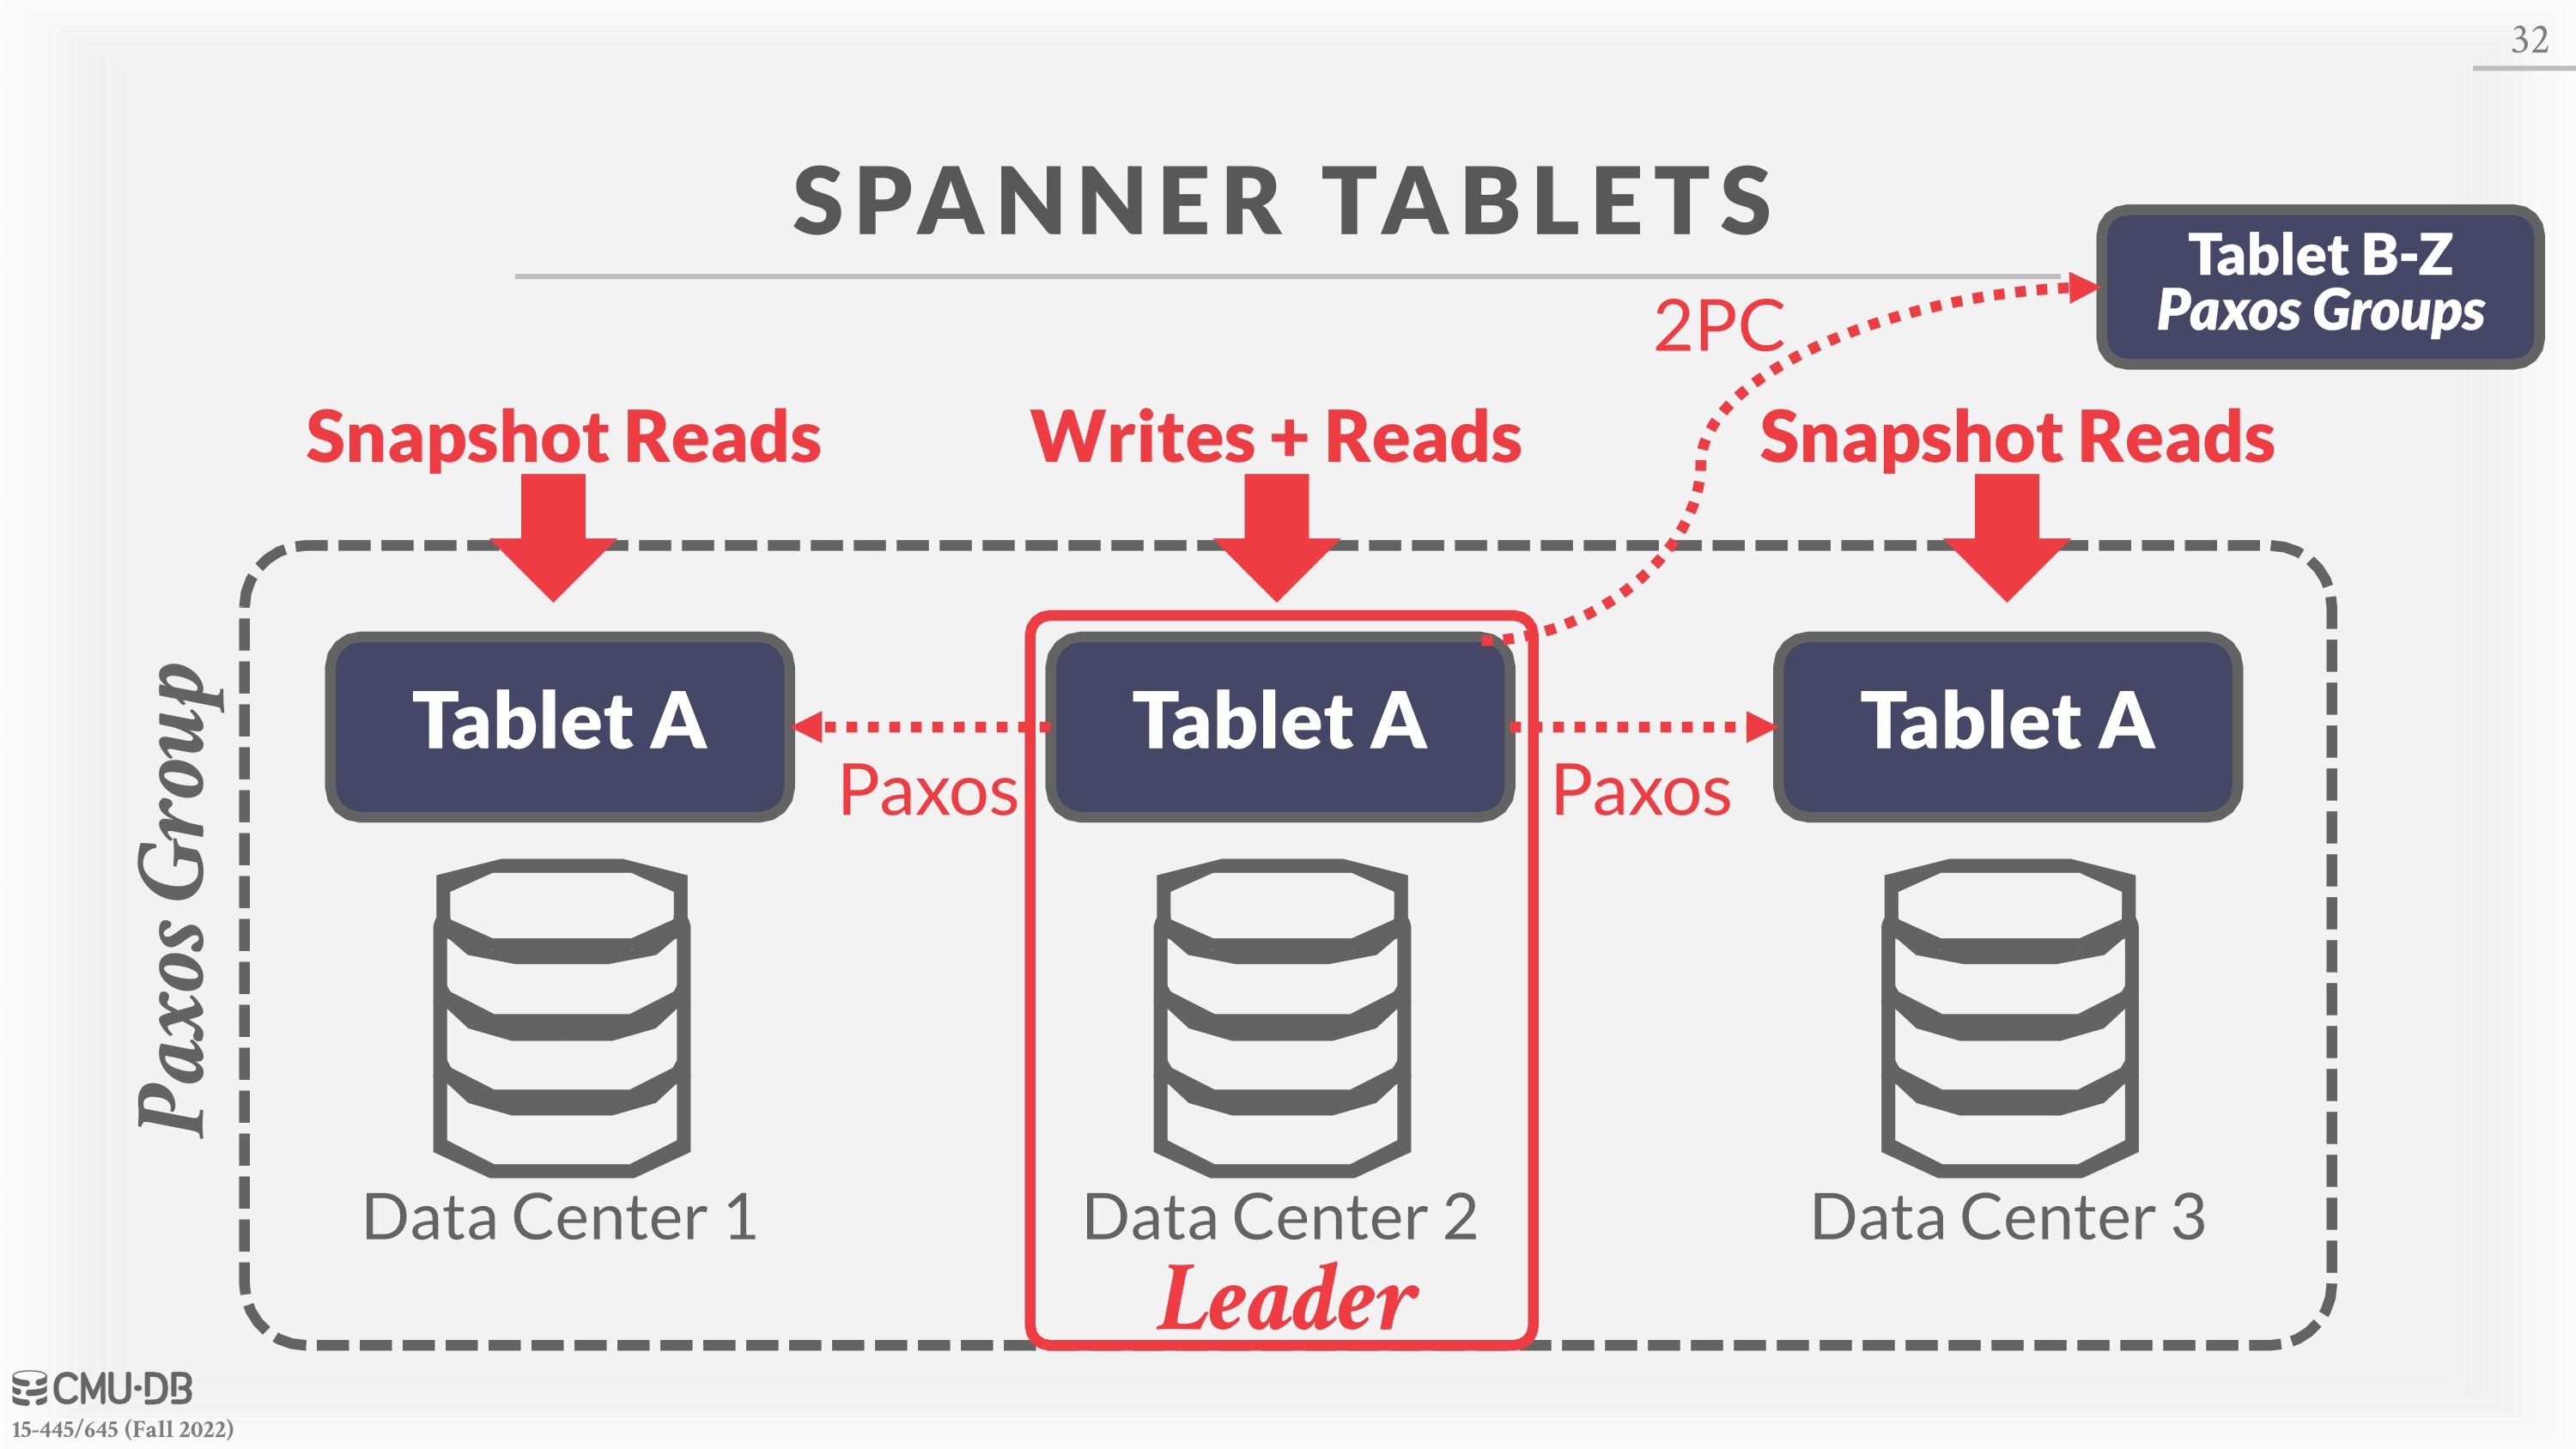 32
SPANNER TABLETS
Tablet B-Z
Paxos Groups
2PC
Snapshot Reads
Writes + Reads
Snapshot Reads
Paxos Group
Tablet A
Tablet A
Tablet A
Paxos
Paxos
Data Center 1
Data Center 2
Data Center 3
Leader
CMU·DB
15-445/645 (Fall 2022)